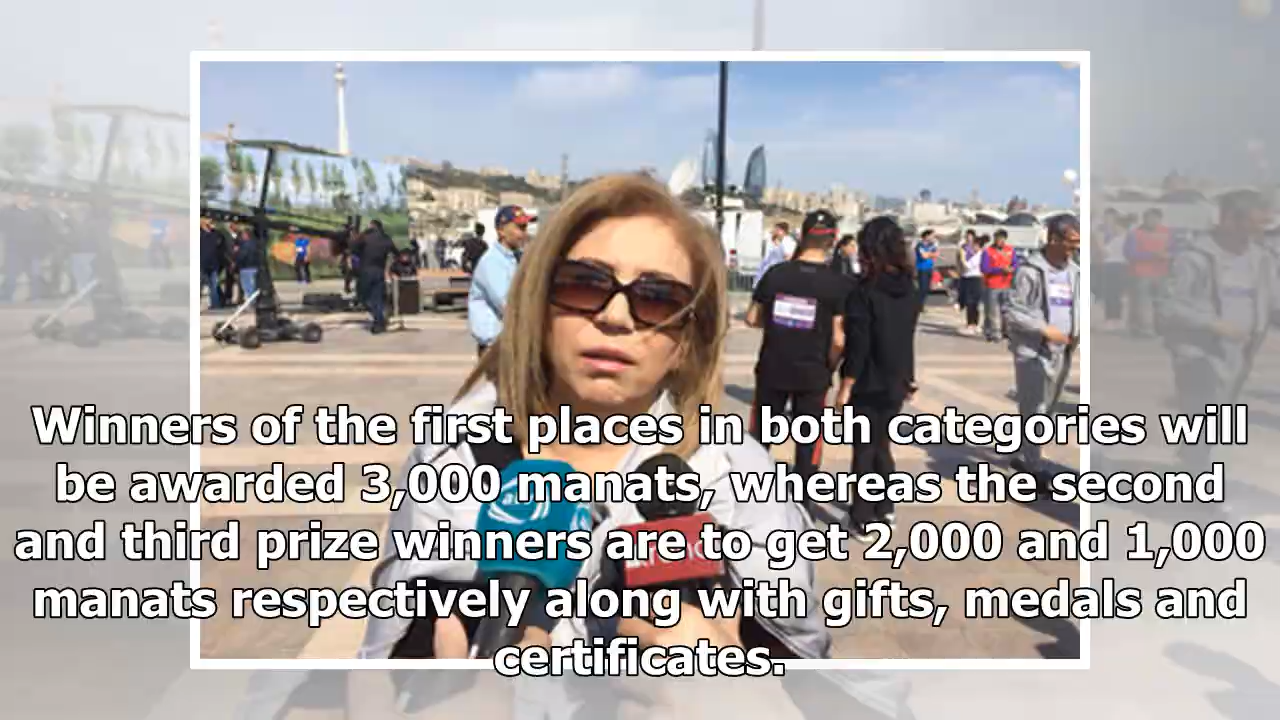 Winners of the first places in both categories will
be awarded 3,000 manats, whereas the second
and third prize winners are to get 2,000 and 1,000
manats respectively along with gifts, medals and
certificates.